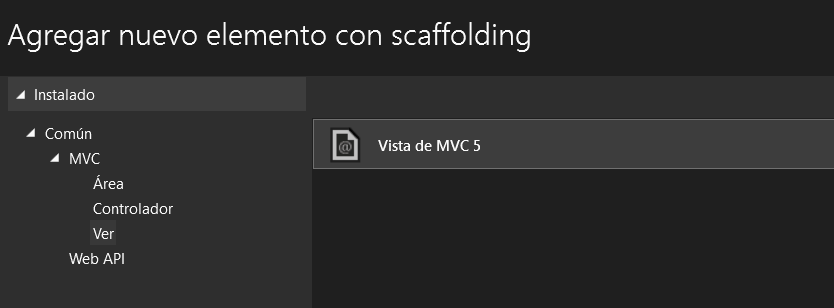 Agregar nuevo elemento con scaffolding
Instalado
Común
MVC
Área
Controlador
Ver
Web API
Vista de MVC 5